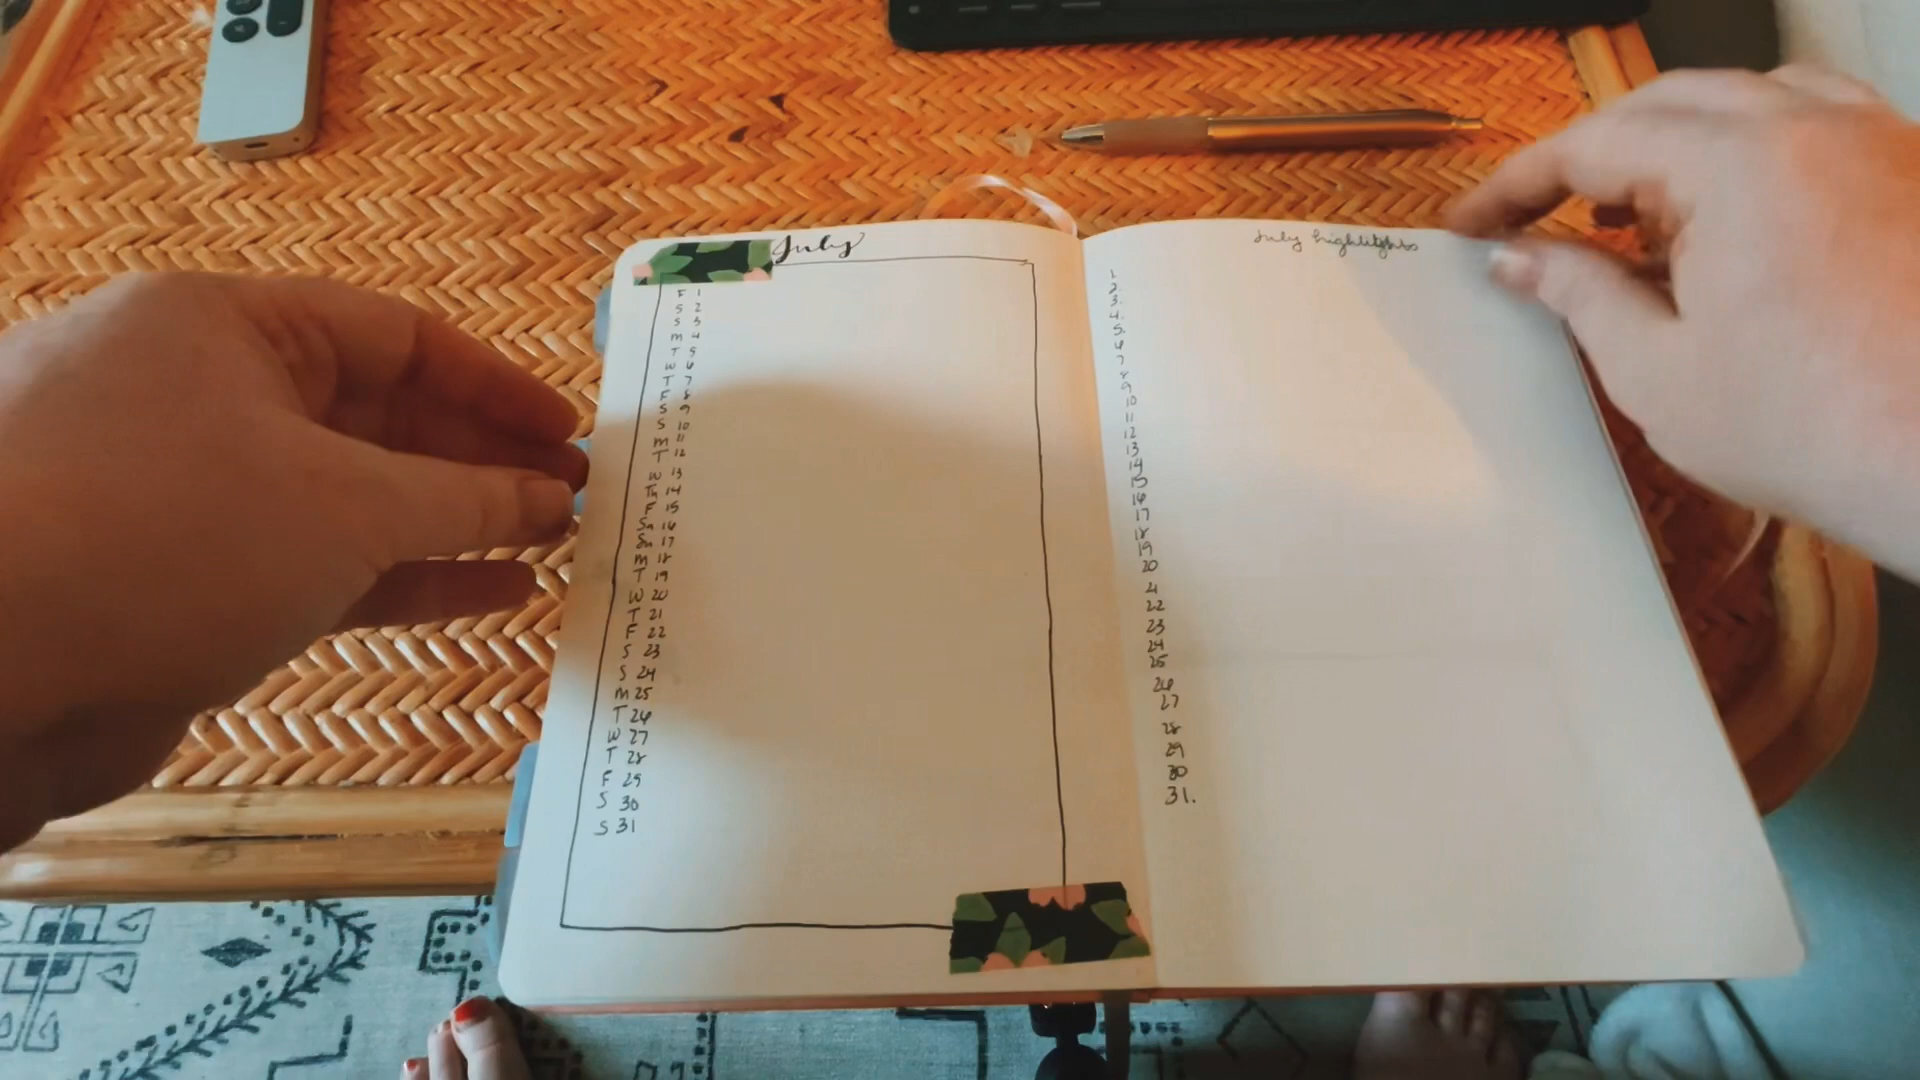 July
F 1
S 2
S 3
M 4
T 5
W 6
T 7
F 8
S 9
S 10
M 11
T 12
W 13
Th 14
F 15
Sa 16
Su 17
M 18
T 19
W 20
T 21
F 22
S 23
S 24
M 25
T 26
W 27
T 28
F 29
S 30
S 31
July highlights
1
2.
3.
4.
5.
6
7
8
9
10
11
12
13
14
15
16
17
18
19
20
21
22
23
24
25
26
27
28
29
30
31.